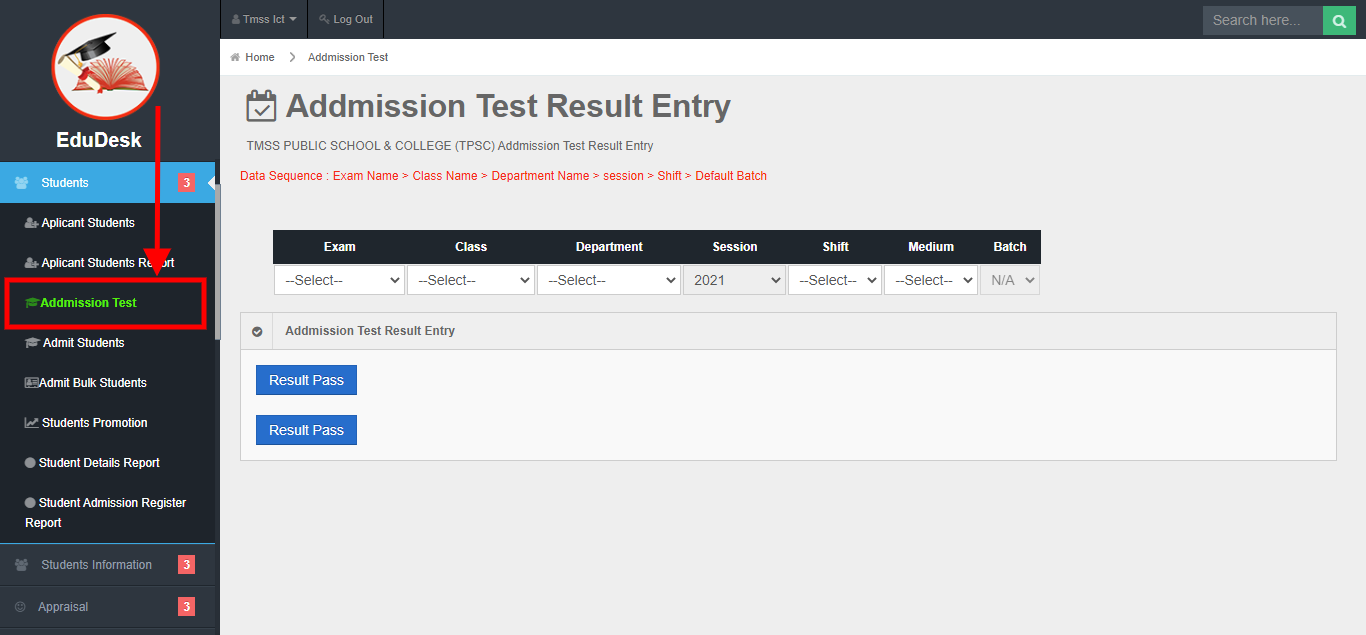 Tmss Ict
Log Out
Search here...
EduDesk
Home
Addmission Test
Addmission Test Result Entry
TMSS PUBLIC SCHOOL & COLLEGE (TPSC) Addmission Test Result Entry
Data Sequence : Exam Name > Class Name > Department Name > session > Shift > Default Batch
Students 3
Aplicant Students
Aplicant Students Report
Addmission Test
Admit Students
Admit Bulk Students
Students Promotion
Student Details Report
Student Admission Register
Report
Students Information 3
Appraisal 3
Exam Class Department Session Shift Medium Batch
--Select-- --Select-- --Select-- 2021 --Select-- --Select-- N/A
Addmission Test Result Entry
Result Pass
Result Pass